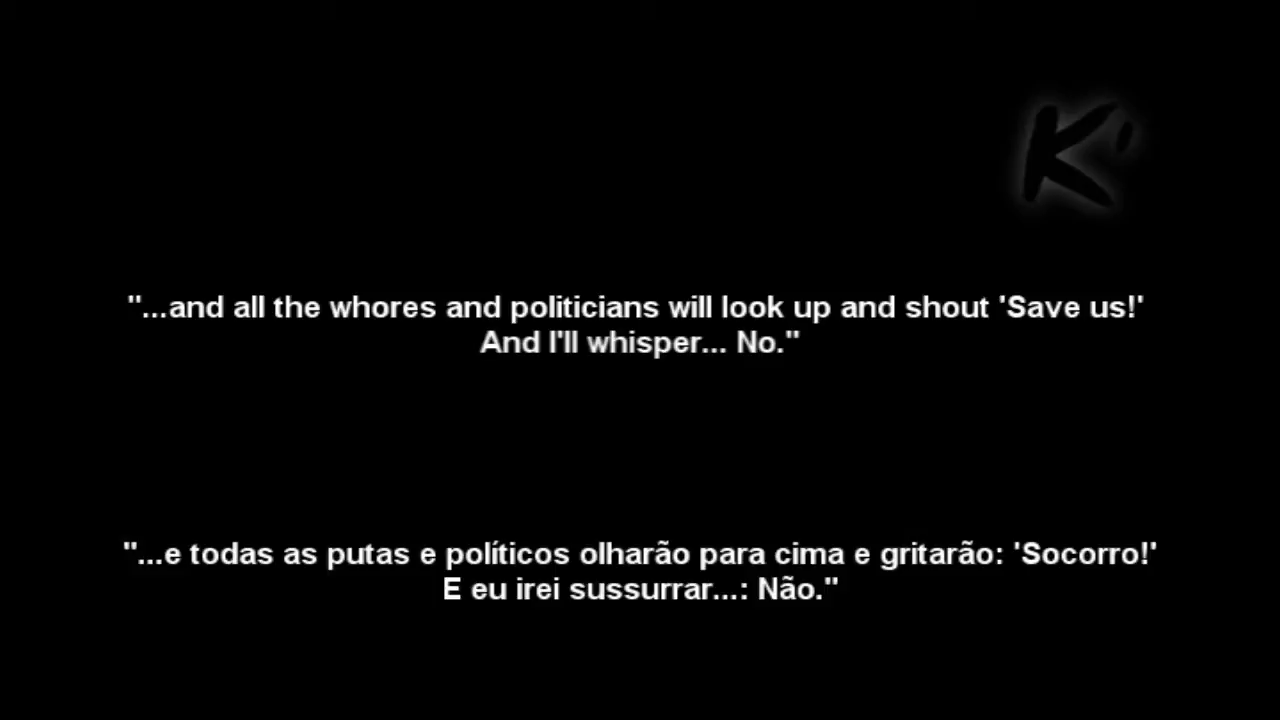 K'
"...and all the whores and politicians will look up and shout 'Save us!'
And I'll whisper... No."
"...e todas as putas e políticos olharão para cima e gritarão: 'Socorro!'
E eu irei sussurrar...: Não."